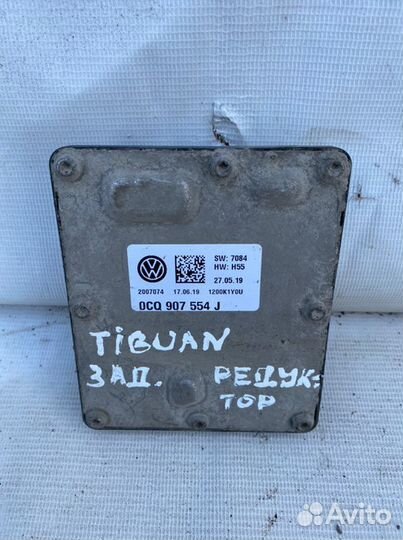 SW: 7084
HW: H55
27.05.19
2007074 17.06.19 1200K1Y0U
0CQ 907 554 J
TIGUAN
ЗАД. РЕДУК-
ТОР
Avito